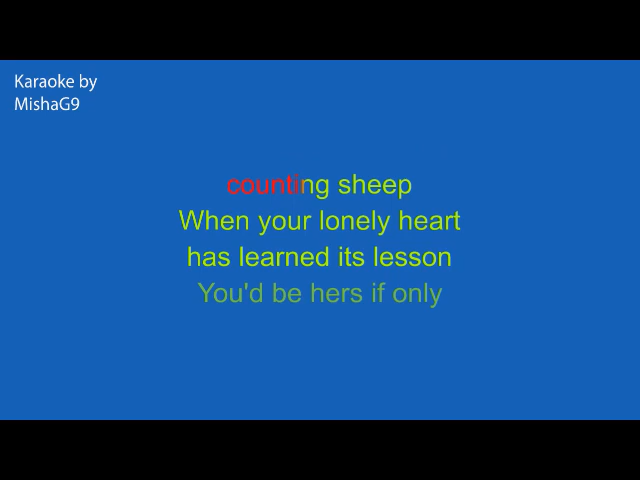 Karaoke by
MishaG9
counting sheep
When your lonely heart
has learned its lesson
You'd be hers if only